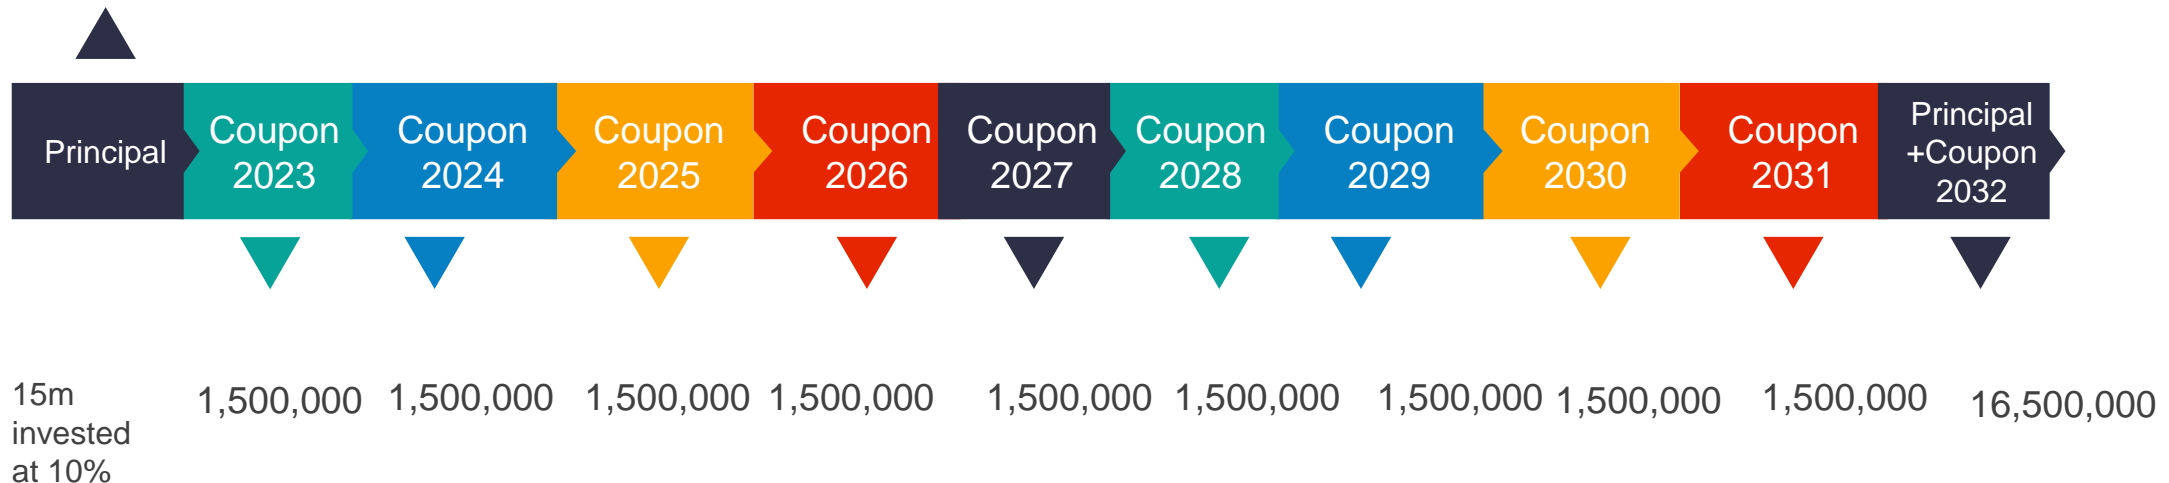 Principal
Coupon
2023
Coupon
2024
Coupon
2025
Coupon
2026
Coupon
2027
Coupon
2028
Coupon
2029
Coupon
2030
Coupon
2031
Principal
+Coupon
2032
15m
invested
at 10%
1,500,000
1,500,000
1,500,000
1,500,000
1,500,000
1,500,000
1,500,000
1,500,000
1,500,000
16,500,000